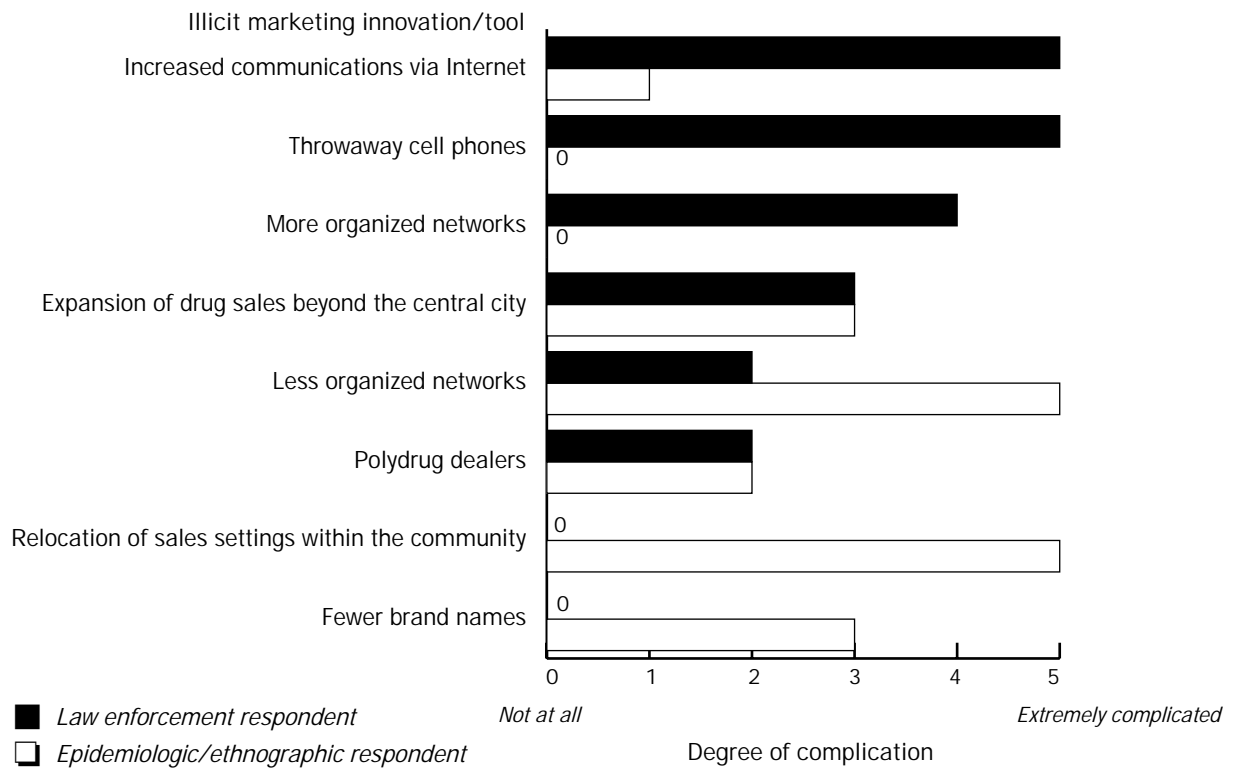 Illicit marketing innovation/tool
Increased communications via Internet
Throwaway cell phones
0
More organized networks
0
Expansion of drug sales beyond the central city
Less organized networks
Polydrug dealers
0
Relocation of sales settings within the community
0
Fewer brand names
0 1 2 3 4 5
Law enforcement respondent
Not at all
Extremely complicated
Epidemiologic/ethnographic respondent
Degree of complication